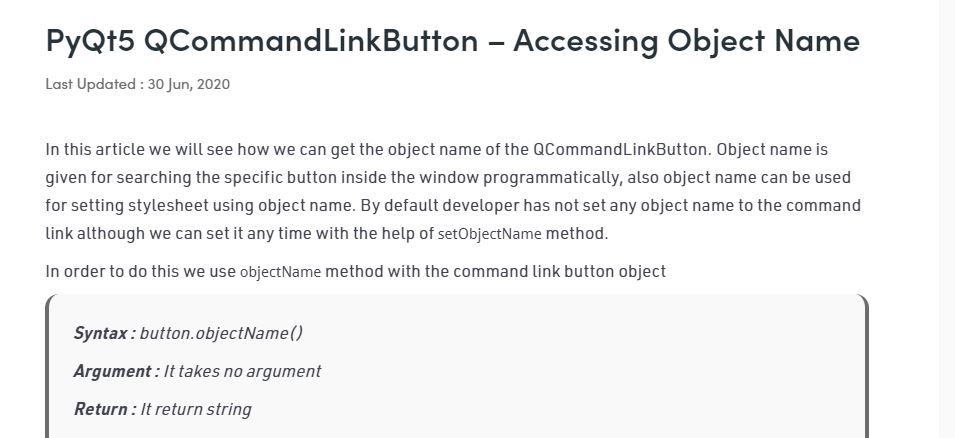 PyQt5 QCommandLinkButton – Accessing Object Name
Last Updated : 30 Jun, 2020
In this article we will see how we can get the object name of the QCommandLinkButton. Object name is
given for searching the specific button inside the window programmatically, also object name can be used
for setting stylesheet using object name. By default developer has not set any object name to the command
link although we can set it any time with the help of setObjectName method.
In order to do this we use objectName method with the command link button object
Syntax : button.objectName()
Argument : It takes no argument
Return : It return string